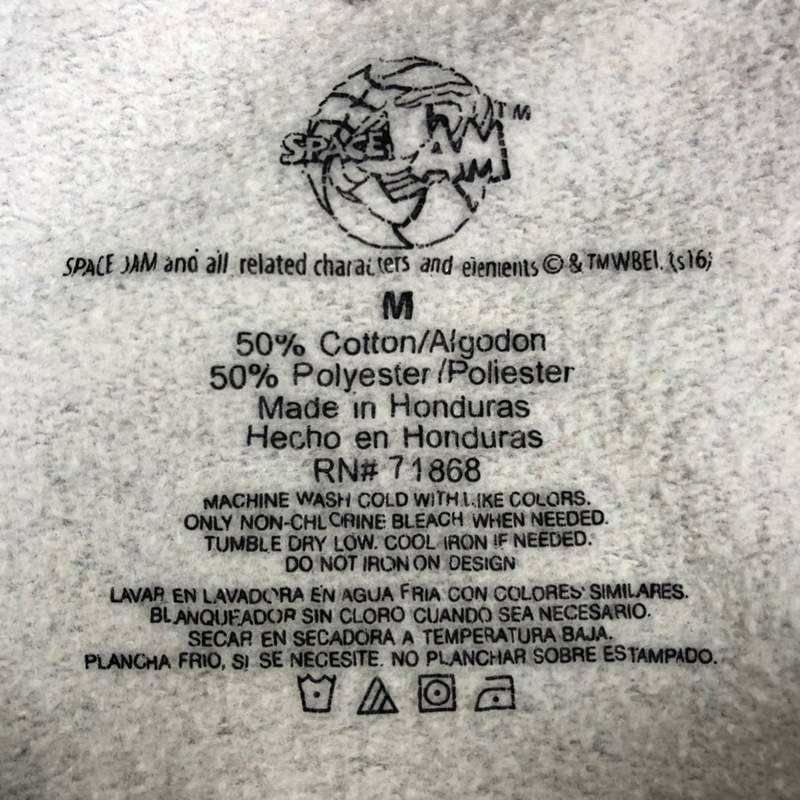 SPACE JAM TM
SPACE JAM and all related characters and elements © & TM WBEI. (s16)
M
50% Cotton/Algodon
50% Polyester/Poliester
Made in Honduras
Hecho en Honduras
RN# 71868
MACHINE WASH COLD WITH LIKE COLORS.
ONLY NON-CHLORINE BLEACH WHEN NEEDED.
TUMBLE DRY LOW. COOL IRON IF NEEDED.
DO NOT IRON ON DESIGN
LAVAR EN LAVADORA EN AGUA FRIA CON COLORES SIMILARES.
BLANQUEADOR SIN CLORO CUANDO SEA NECESARIO.
SECAR EN SECADORA A TEMPERATURA BAJA.
PLANCHA FRIO, SI SE NECESITE. NO PLANCHAR SOBRE ESTAMPADO.